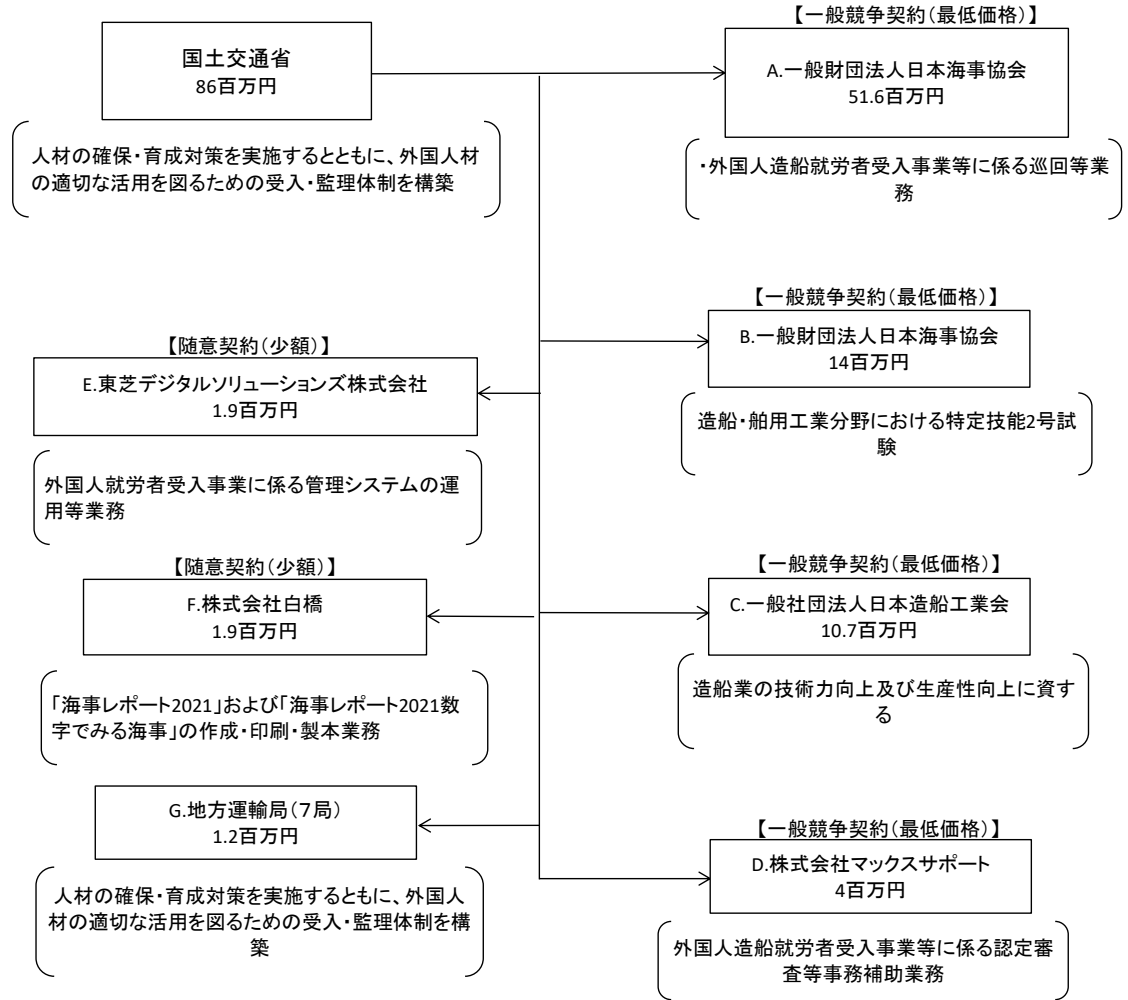 国土交通省
86百万円
人材の確保・育成対策を実施するとともに、外国人材
の適切な活用を図るための受入・監理体制を構築
【一般競争契約(最低価格)】
A.一般財団法人日本海事協会
51.6百万円
・外国人造船就労者受入事業等に係る巡回等業
務
【一般競争契約(最低価格)】
B.一般財団法人日本海事協会
14百万円
造船・舶用工業分野における特定技能2号試
験
【随意契約(少額)】
E.東芝デジタルソリューションズ株式会社
1.9百万円
外国人就労者受入事業に係る管理システムの運
用等業務
【一般競争契約(最低価格)】
C.一般社団法人日本造船工業会
10.7百万円
造船業の技術力向上及び生産性向上に資す
る
【随意契約(少額)】
F.株式会社白橋
1.9百万円
「海事レポート2021」および「海事レポート2021数
字でみる海事」の作成・印刷・製本業務
G.地方運輸局(7局)
1.2百万円
人材の確保・育成対策を実施するともに、外国人
材の適切な活用を図るための受入・監理体制を構
築
【一般競争契約(最低価格)】
D.株式会社マックスサポート
4百万円
外国人造船就労者受入事業等に係る認定審
査等事務補助業務